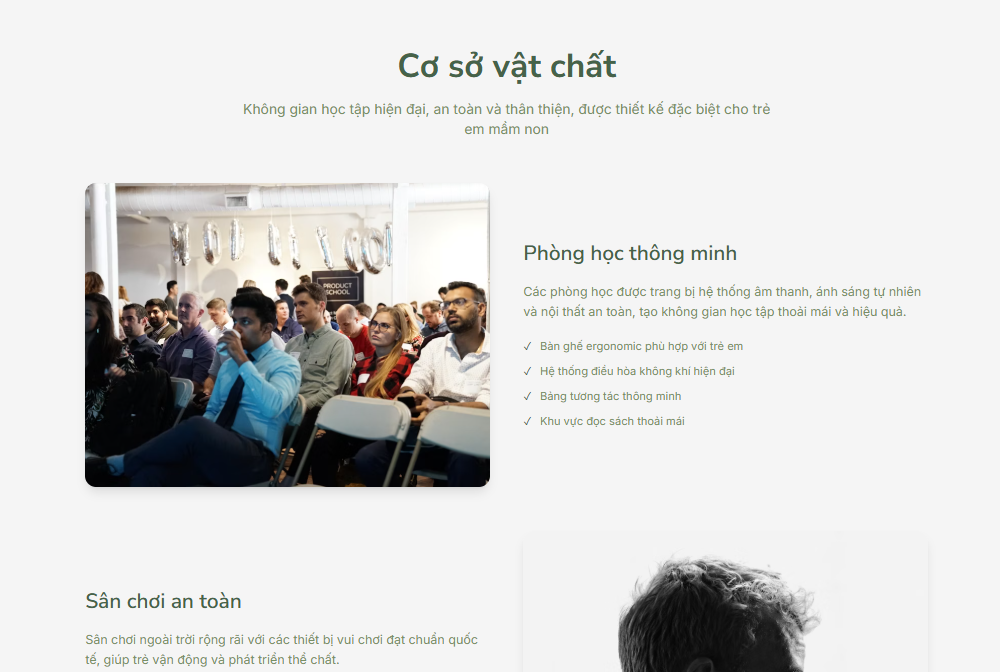 Cơ sở vật chất
Không gian học tập hiện đại, an toàn và thân thiện, được thiết kế đặc biệt cho trẻ
em mầm non
PRODUCT
SCHOOL
Phòng học thông minh
Các phòng học được trang bị hệ thống âm thanh, ánh sáng tự nhiên
và nội thất an toàn, tạo không gian học tập thoải mái và hiệu quả.
✓ Bàn ghế ergonomic phù hợp với trẻ em
✓ Hệ thống điều hòa không khí hiện đại
✓ Bảng tương tác thông minh
✓ Khu vực đọc sách thoải mái
Sân chơi an toàn
Sân chơi ngoài trời rộng rãi với các thiết bị vui chơi đạt chuẩn quốc
tế, giúp trẻ vận động và phát triển thể chất.